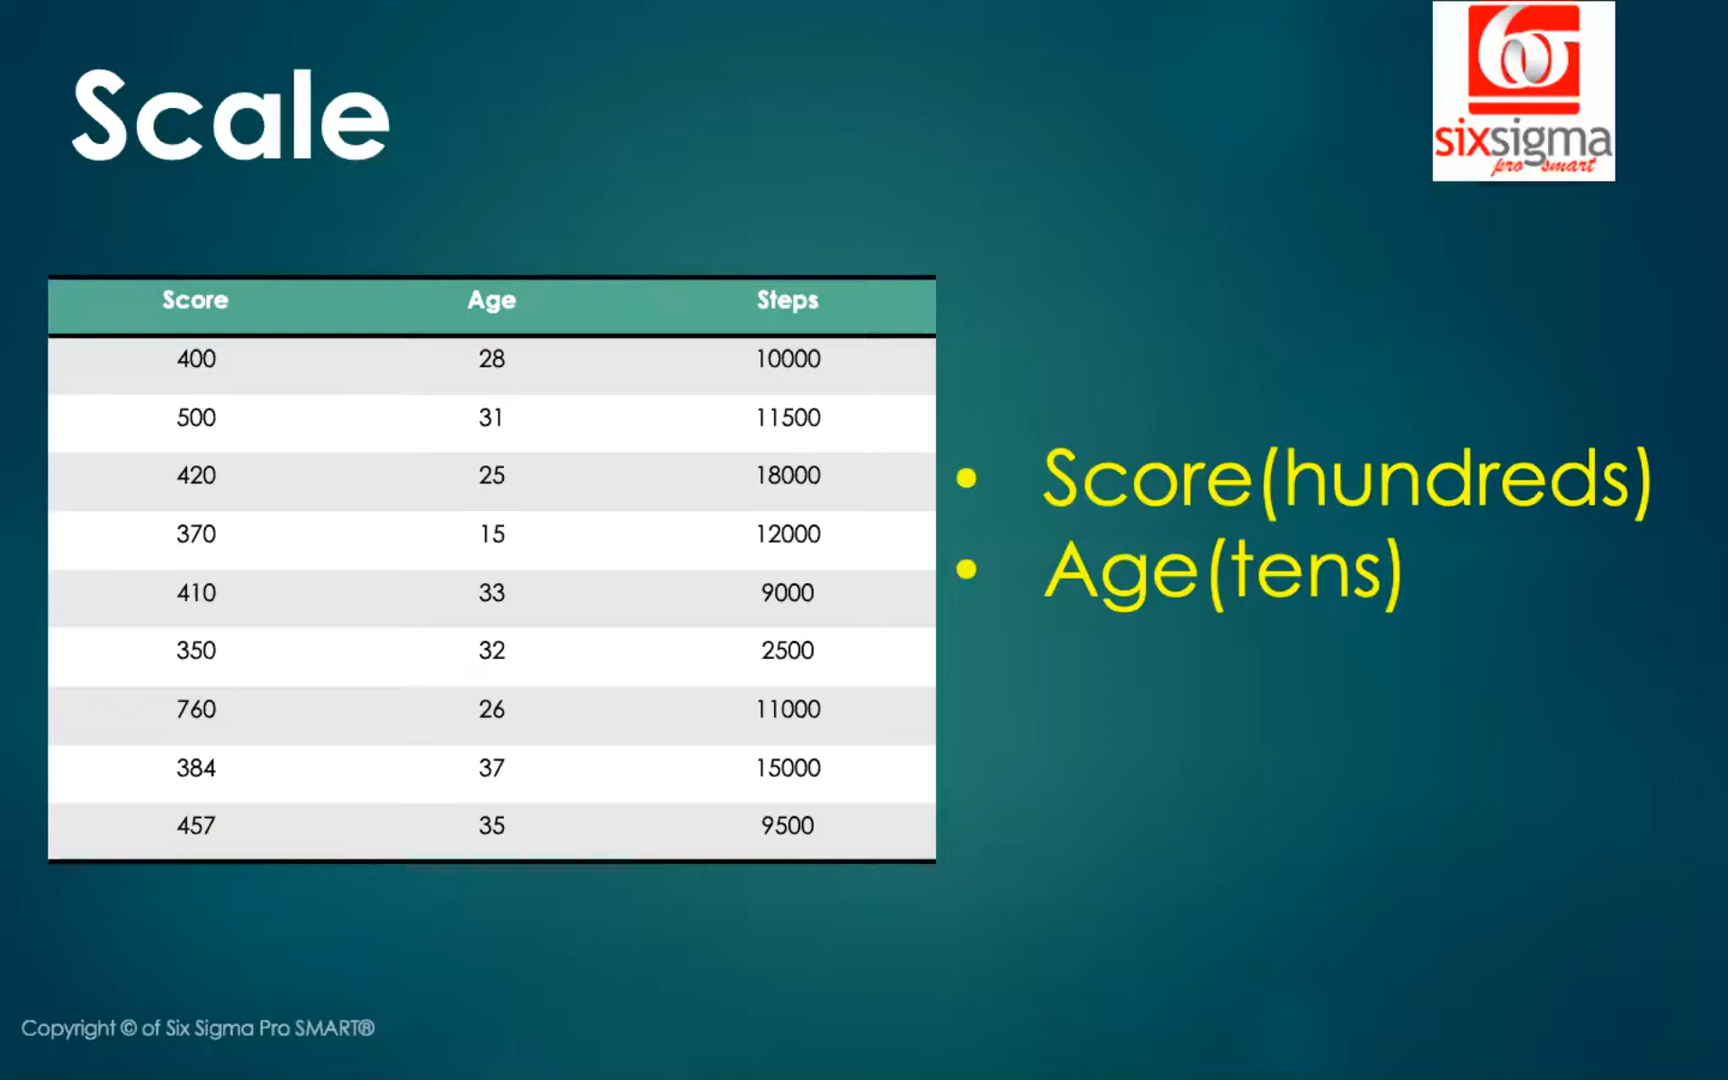 Scale
sixsigma
pro smart
Score Age Steps
400 28 10000
500 31 11500
420 25 18000
370 15 12000
410 33 9000
350 32 2500
760 26 11000
384 37 15000
457 35 9500
• Score(hundreds)
• Age(tens)
Copyright © of Six Sigma Pro SMART®